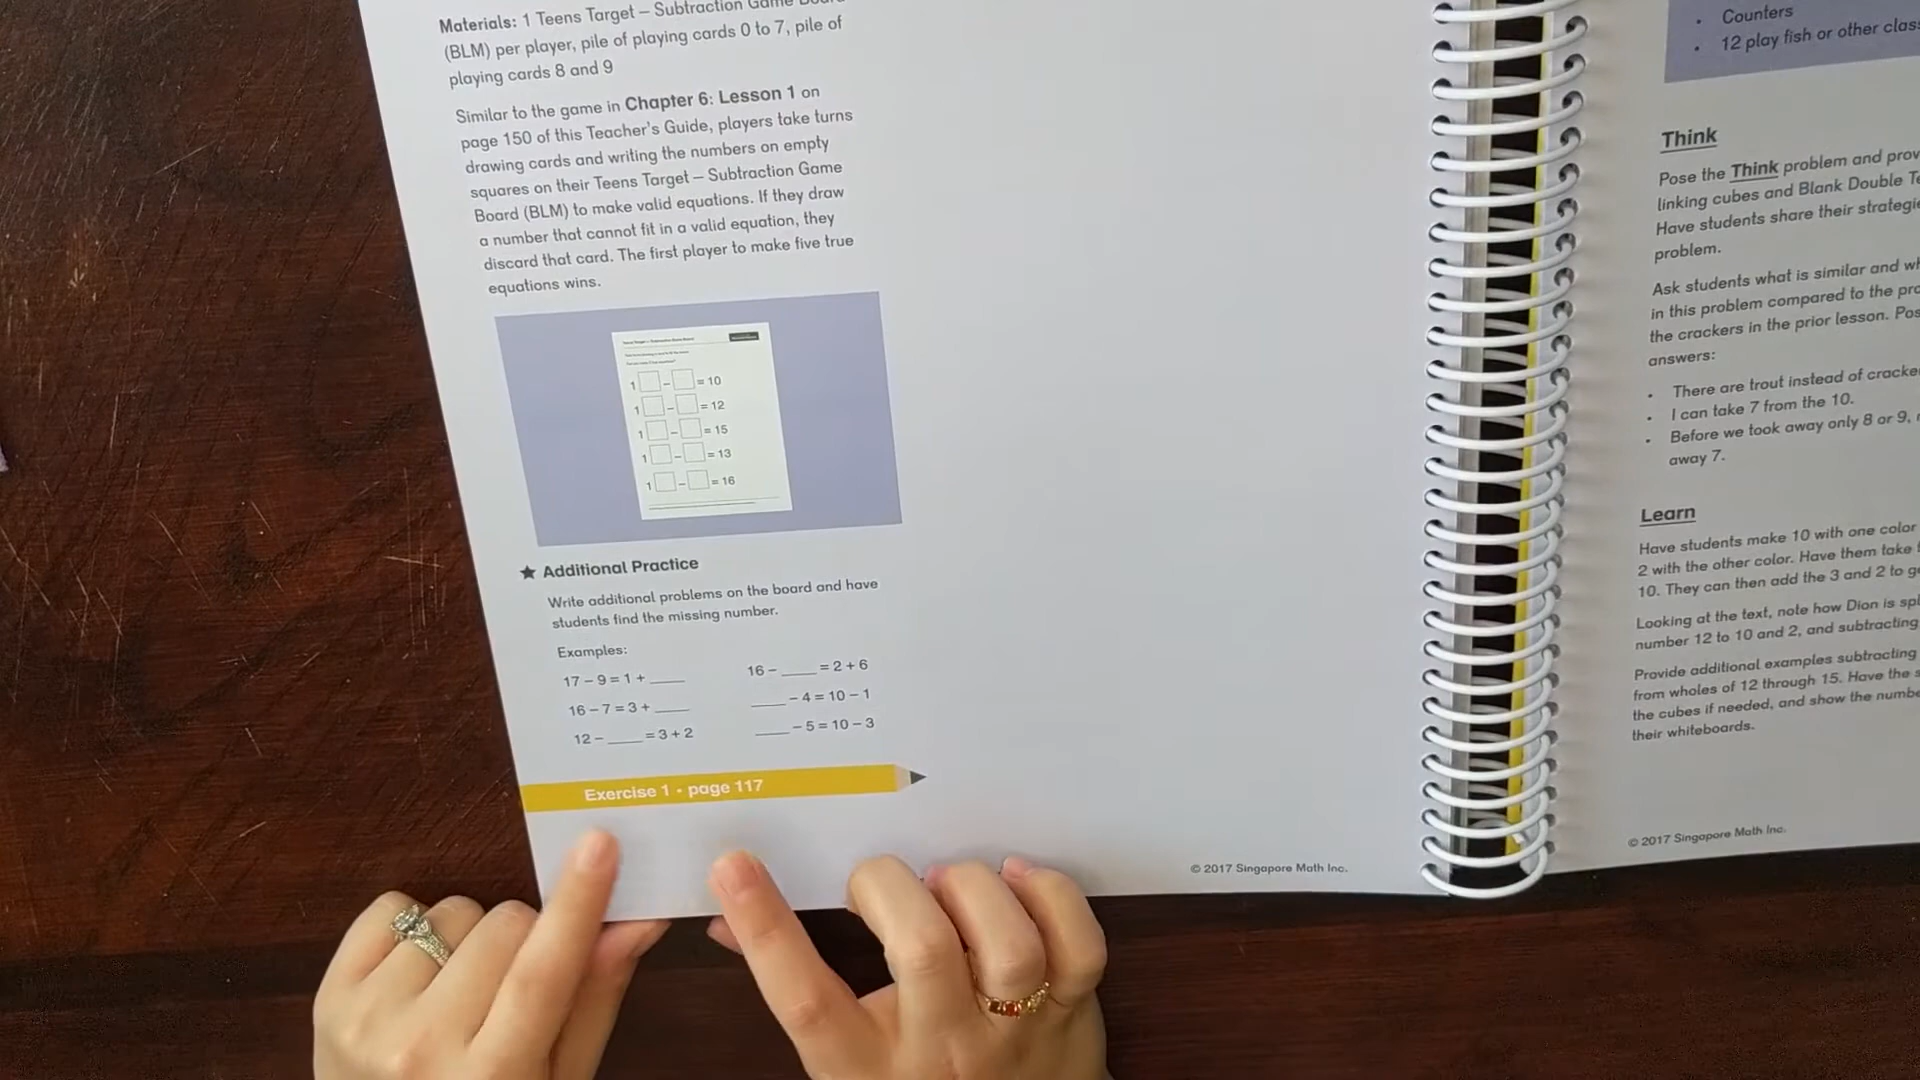 Materials: 1 Teens Target – Subtraction Game
(BLM) per player, pile of playing cards 0 to 7, pile of
playing cards 8 and 9
Similar to the game in Chapter 6: Lesson 1 on
page 150 of this Teacher's Guide, players take turns
drawing cards and writing the numbers on empty
squares on their Teens Target – Subtraction Game
Board (BLM) to make valid equations. If they draw
a number that cannot fit in a valid equation, they
discard that card. The first player to make five true
equations wins.
1 – = 10
1 – = 12
1 – = 15
1 – = 13
1 – = 16
★ Additional Practice
Write additional problems on the board and have
students find the missing number.
Examples:
17 – 9 = 1 + ____
16 – 7 = 3 + ____
12 – ____ = 3 + 2
16 – ____ = 2 + 6
____ – 4 = 10 – 1
____ – 5 = 10 – 3
Exercise 1 • page 117
© 2017 Singapore Math Inc.
• Counters
• 12 play fish or other
Think
Pose the Think problem and
linking cubes and Blank Double
Have students share their
problem.
Ask students what is similar and
in this problem compared to the
the crackers in the prior lesson.
answers:
• There are trout instead of
• I can take 7 from the 10.
• Before we took away only 8 or 9,
away 7.
Learn
Have students make 10 with one color
2 with the other color. Have them take
10. They can then add the 3 and 2 to
Looking at the text, note how Dion is
number 12 to 10 and 2, and subtracting
Provide additional examples subtracting
from wholes of 12 through 15. Have the
the cubes if needed, and show the
their whiteboards.
© 2017 Singapore Math Inc.